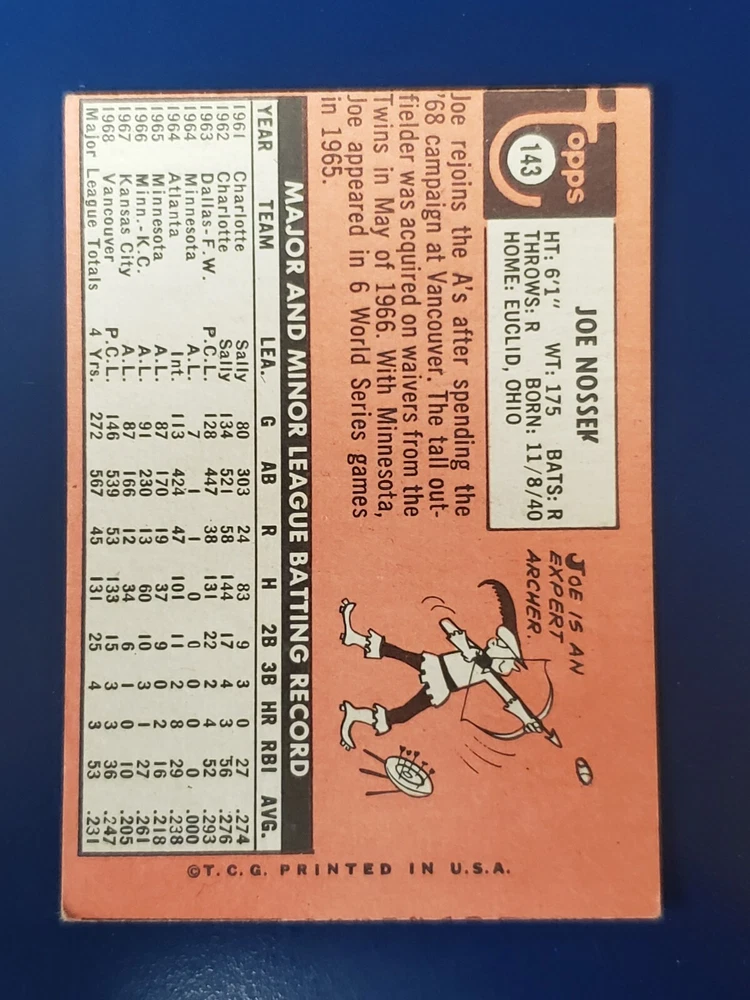 Topps
143
JOE NOSSEK
HT: 6'1" WT: 175 BATS: R
THROWS: R BORN: 11/8/40
HOME: EUCLID, OHIO
Joe rejoins the A's after spending the
'68 campaign at Vancouver. The tall out-
fielder was acquired on waivers from the
Twins in May of 1966. With Minnesota,
Joe appeared in 6 World Series games
in 1965.
JOE IS AN
EXPERT
ARCHER.
MAJOR AND MINOR LEAGUE BATTING RECORD
YEAR TEAM LEA. G AB R H 2B 3B HR RBI AVG.
1961 Charlotte Sally 80 303 24 83 9 3 0 27 .274
1962 Charlotte Sally 134 521 58 144 17 4 3 56 .276
1963 Dallas-F.W. P.C.L. 128 447 38 131 22 2 4 52 .293
1964 Minnesota A.L. 7 1 1 0 0 0 0 0 .000
1964 Atlanta Int. 113 424 47 101 11 2 8 29 .238
1965 Minnesota A.L. 87 170 19 37 9 0 2 16 .218
1966 Minn.-K.C. A.L. 91 230 13 60 10 3 1 27 .261
1967 Kansas City A.L. 87 166 12 34 6 1 0 10 .205
1968 Vancouver P.C.L. 146 539 53 133 15 3 3 36 .247
Major League Totals 4 Yrs. 272 567 45 131 25 4 3 53 .231
©T.C.G. PRINTED IN U.S.A.